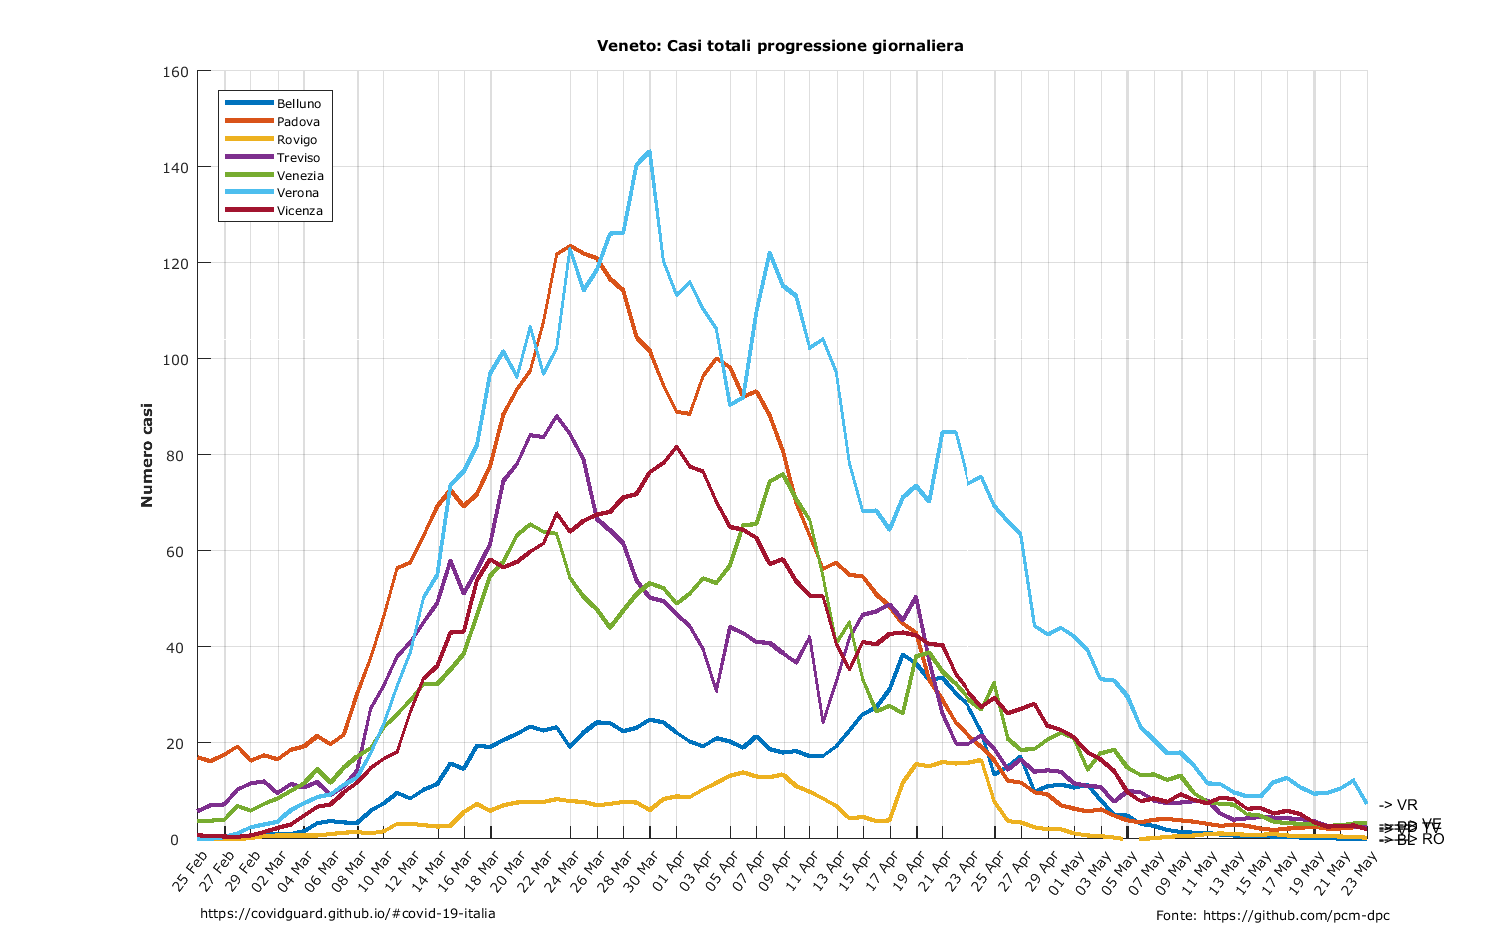 Veneto: Casi totali progressione giornaliera
160
140
120
100
80
60
40
20
0
Numero casi
Belluno
Padova
Rovigo
Treviso
Venezia
Verona
Vicenza
-> VR
-> VE
TV
-> RO
-> BL
25 Feb
27 Feb
29 Feb
02 Mar
04 Mar
06 Mar
08 Mar
10 Mar
12 Mar
14 Mar
16 Mar
18 Mar
20 Mar
22 Mar
24 Mar
26 Mar
28 Mar
30 Mar
01 Apr
03 Apr
05 Apr
07 Apr
09 Apr
11 Apr
13 Apr
15 Apr
17 Apr
19 Apr
21 Apr
23 Apr
25 Apr
27 Apr
29 Apr
01 May
03 May
05 May
07 May
09 May
11 May
13 May
15 May
17 May
19 May
21 May
23 May
https://covidguard.github.io/#covid-19-italia
Fonte: https://github.com/pcm-dpc